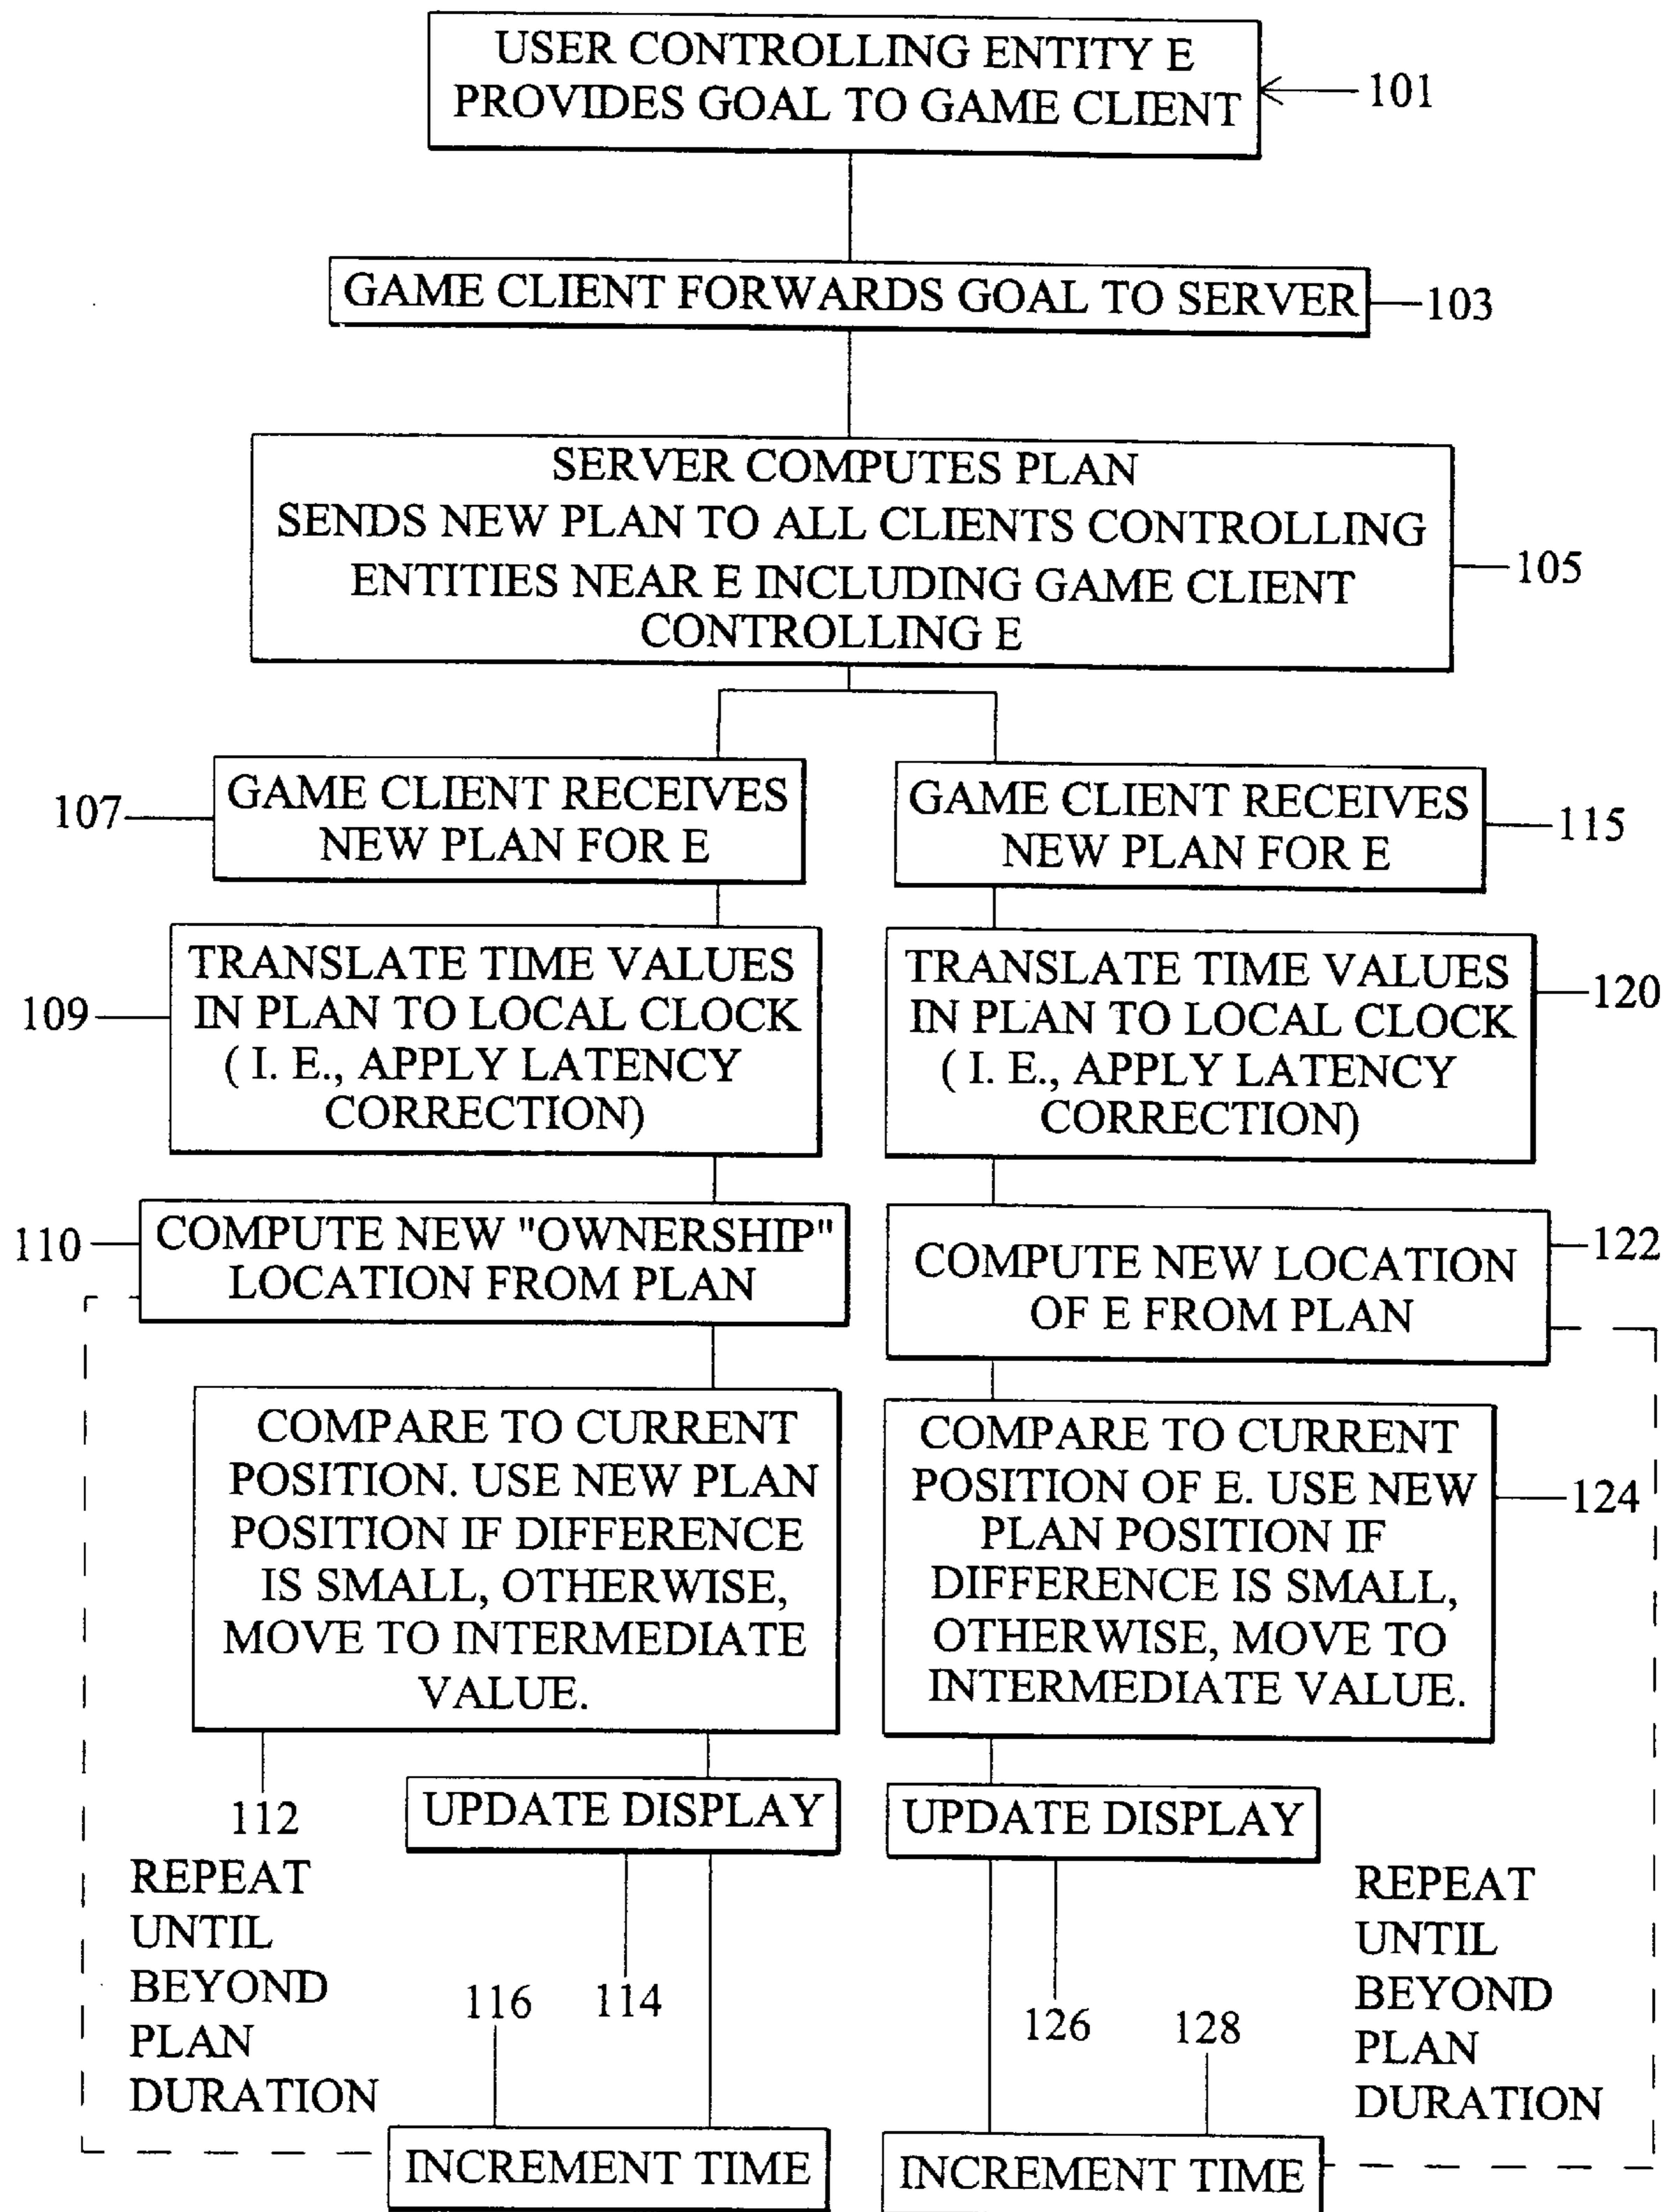 USER CONTROLLING ENTITY E
PROVIDES GOAL TO GAME CLIENT
101
GAME CLIENT FORWARDS GOAL TO SERVER
103
SERVER COMPUTES PLAN
SENDS NEW PLAN TO ALL CLIENTS CONTROLLING
ENTITIES NEAR E INCLUDING GAME CLIENT
CONTROLLING E
105
107
GAME CLIENT RECEIVES
NEW PLAN FOR E
GAME CLIENT RECEIVES
NEW PLAN FOR E
115
109
TRANSLATE TIME VALUES
IN PLAN TO LOCAL CLOCK
( I. E., APPLY LATENCY
CORRECTION)
TRANSLATE TIME VALUES
IN PLAN TO LOCAL CLOCK
( I. E., APPLY LATENCY
CORRECTION)
120
110
COMPUTE NEW "OWNERSHIP"
LOCATION FROM PLAN
COMPUTE NEW LOCATION
OF E FROM PLAN
122
COMPARE TO CURRENT
POSITION. USE NEW PLAN
POSITION IF DIFFERENCE
IS SMALL, OTHERWISE,
MOVE TO INTERMEDIATE
VALUE.
112
COMPARE TO CURRENT
POSITION OF E. USE NEW
PLAN POSITION IF
DIFFERENCE IS SMALL,
OTHERWISE, MOVE TO
INTERMEDIATE VALUE.
124
UPDATE DISPLAY
114
UPDATE DISPLAY
126
REPEAT
UNTIL
BEYOND
PLAN
DURATION
116
INCREMENT TIME
128
INCREMENT TIME
REPEAT
UNTIL
BEYOND
PLAN
DURATION